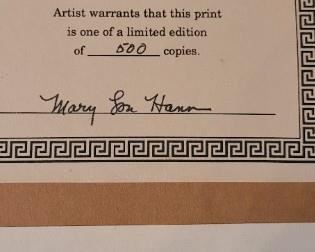 Artist warrants that this print
is one of a limited edition
of 500 copies.
Mary Lou Hann